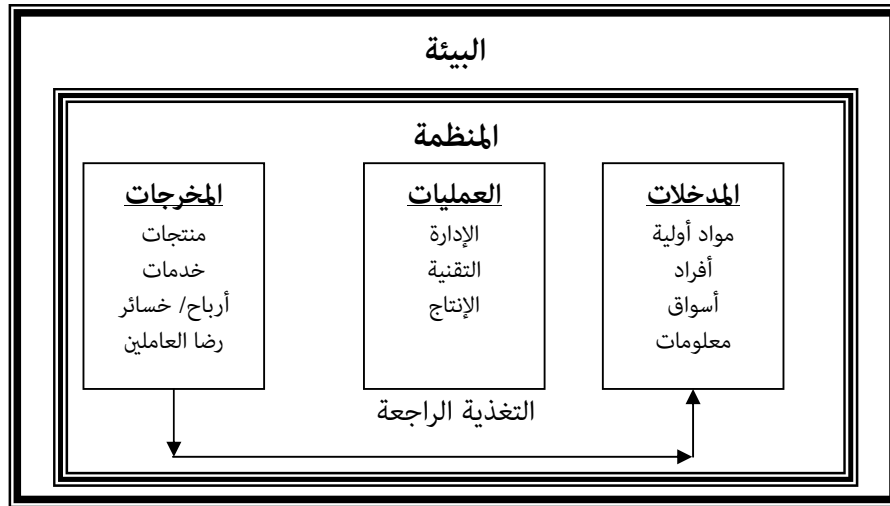 البيئة
المنظمة
المدخلات
مواد أولية
أفراد
أسواق
معلومات
العمليات
الإدارة
التقنية
الإنتاج
المخرجات
منتجات
خدمات
أرباح/ خسائر
رضا العاملين
التغذية الراجعة